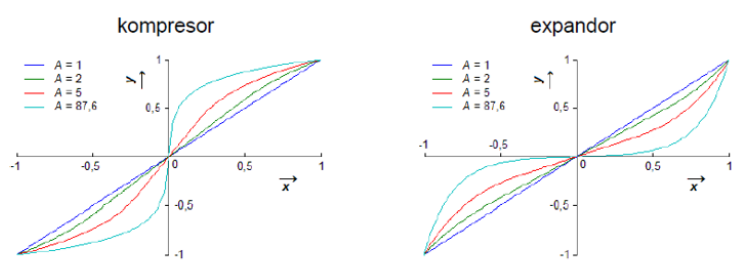 kompresor
A = 1
A = 2
A = 5
A = 87,6
y
1
0,5
-1
-0,5
0
0,5
1
x
-0,5
-1
expandor
A = 1
A = 2
A = 5
A = 87,6
y
1
0,5
-1
-0,5
0
0,5
1
x
-0,5
-1